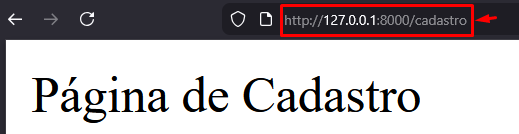 http://127.0.0.1:8000/cadastro
Página de Cadastro